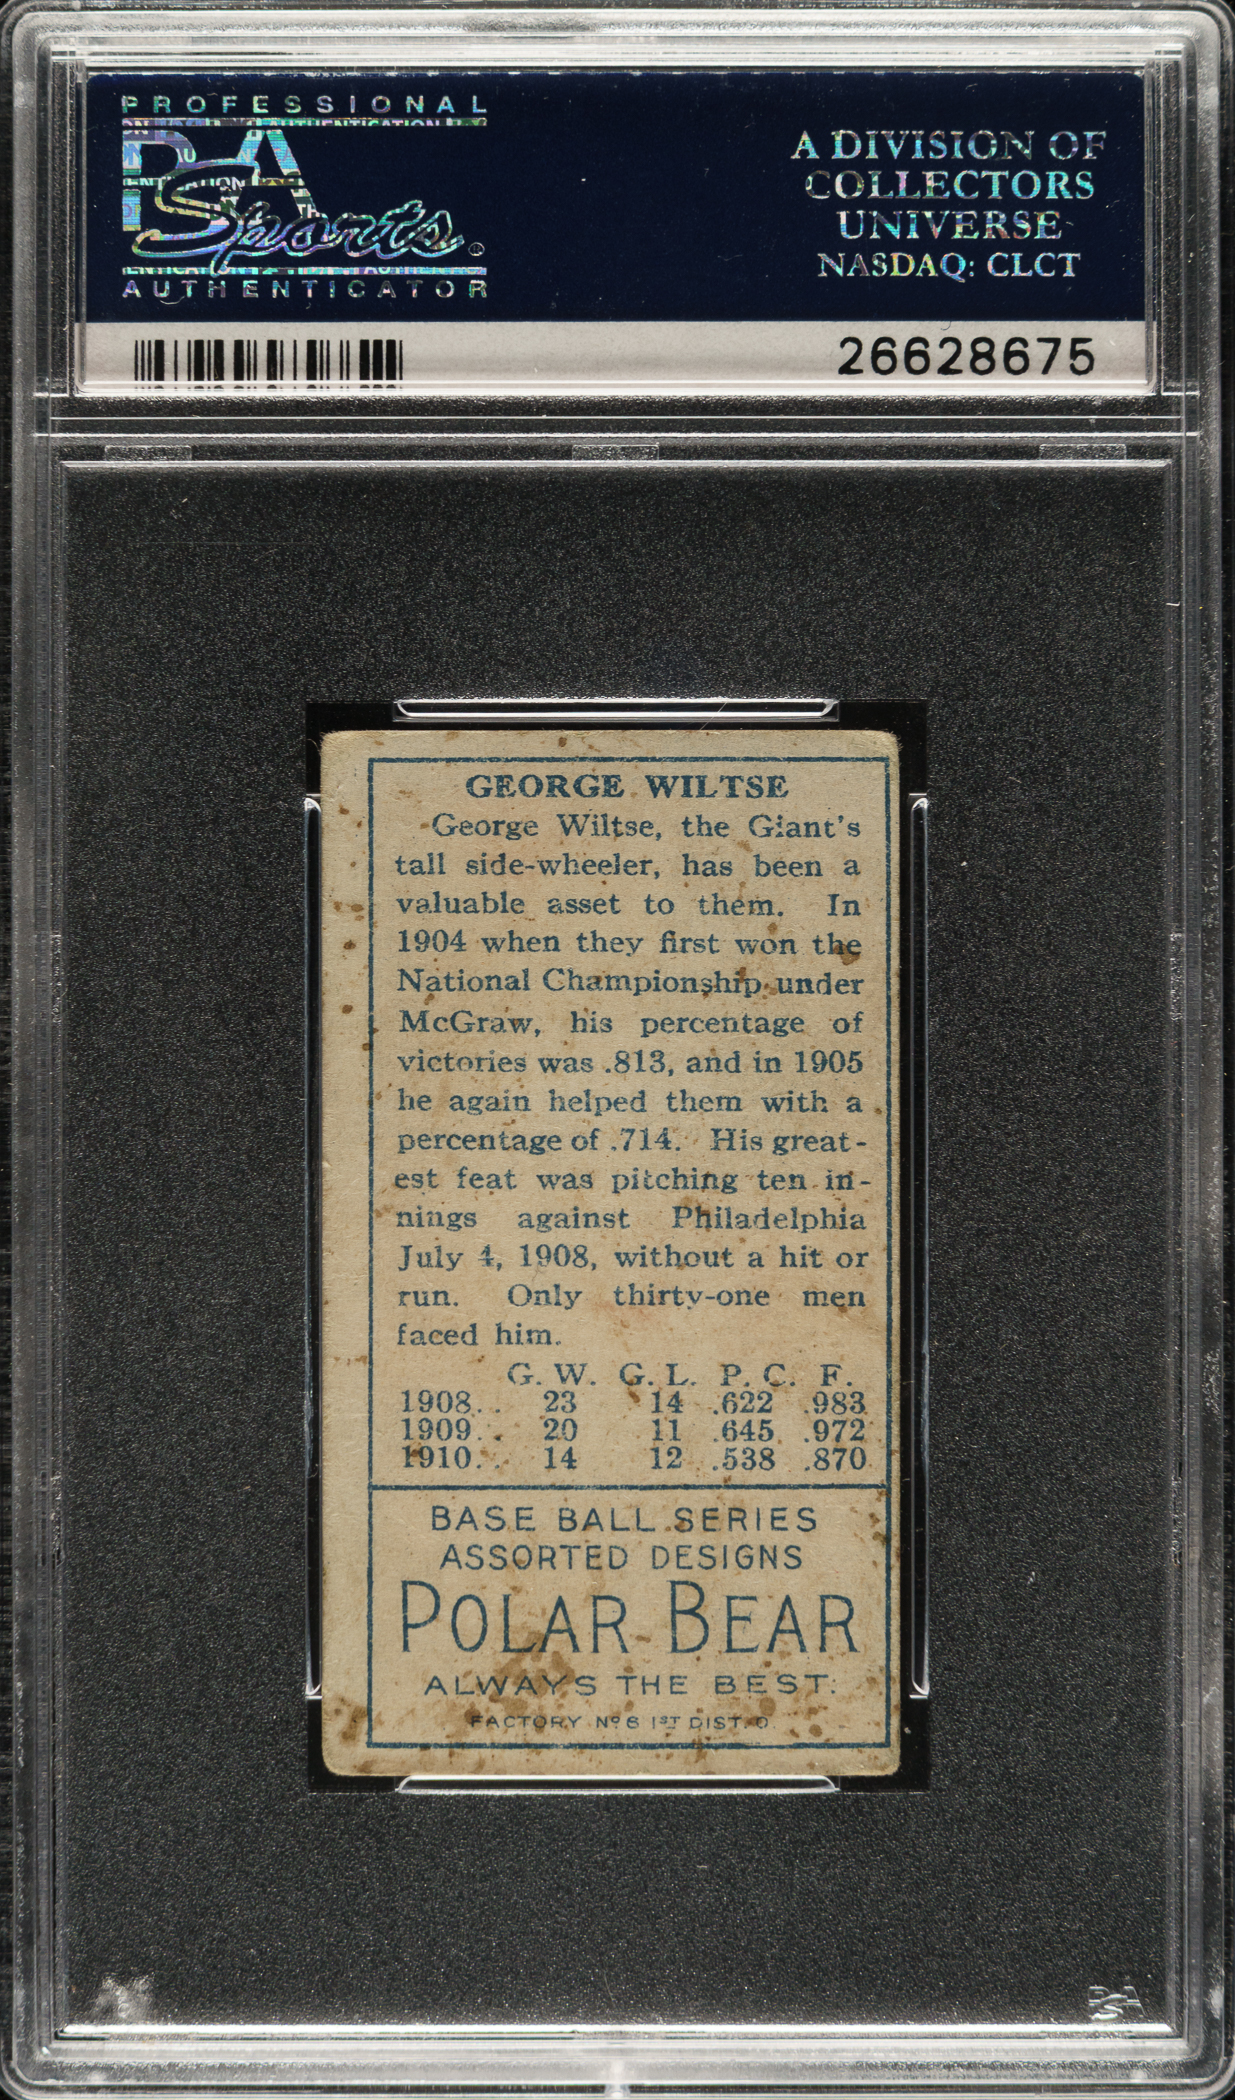 PROFESSIONAL
PSA
Sports
AUTHENTICATOR
A DIVISION OF
COLLECTORS
UNIVERSE
NASDAQ: CLCT
26628675
GEORGE WILTSE
George Wiltse, the Giant's
tall side-wheeler, has been a
valuable asset to them. In
1904 when they first won the
National Championship under
McGraw, his percentage of
victories was .813, and in 1905
he again helped them with a
percentage of .714. His great-
est feat was pitching ten in-
nings against Philadelphia
July 4, 1908, without a hit or
run. Only thirty-one men
faced him.
G. W. G. L. P. C. F.
1908.. 23 14 .622 .983
1909.. 20 11 .645 .972
1910.. 14 12 .538 .870
BASE BALL SERIES
ASSORTED DESIGNS
POLAR BEAR
ALWAYS THE BEST.
FACTORY No 6 1ST DIST. O.
PSA